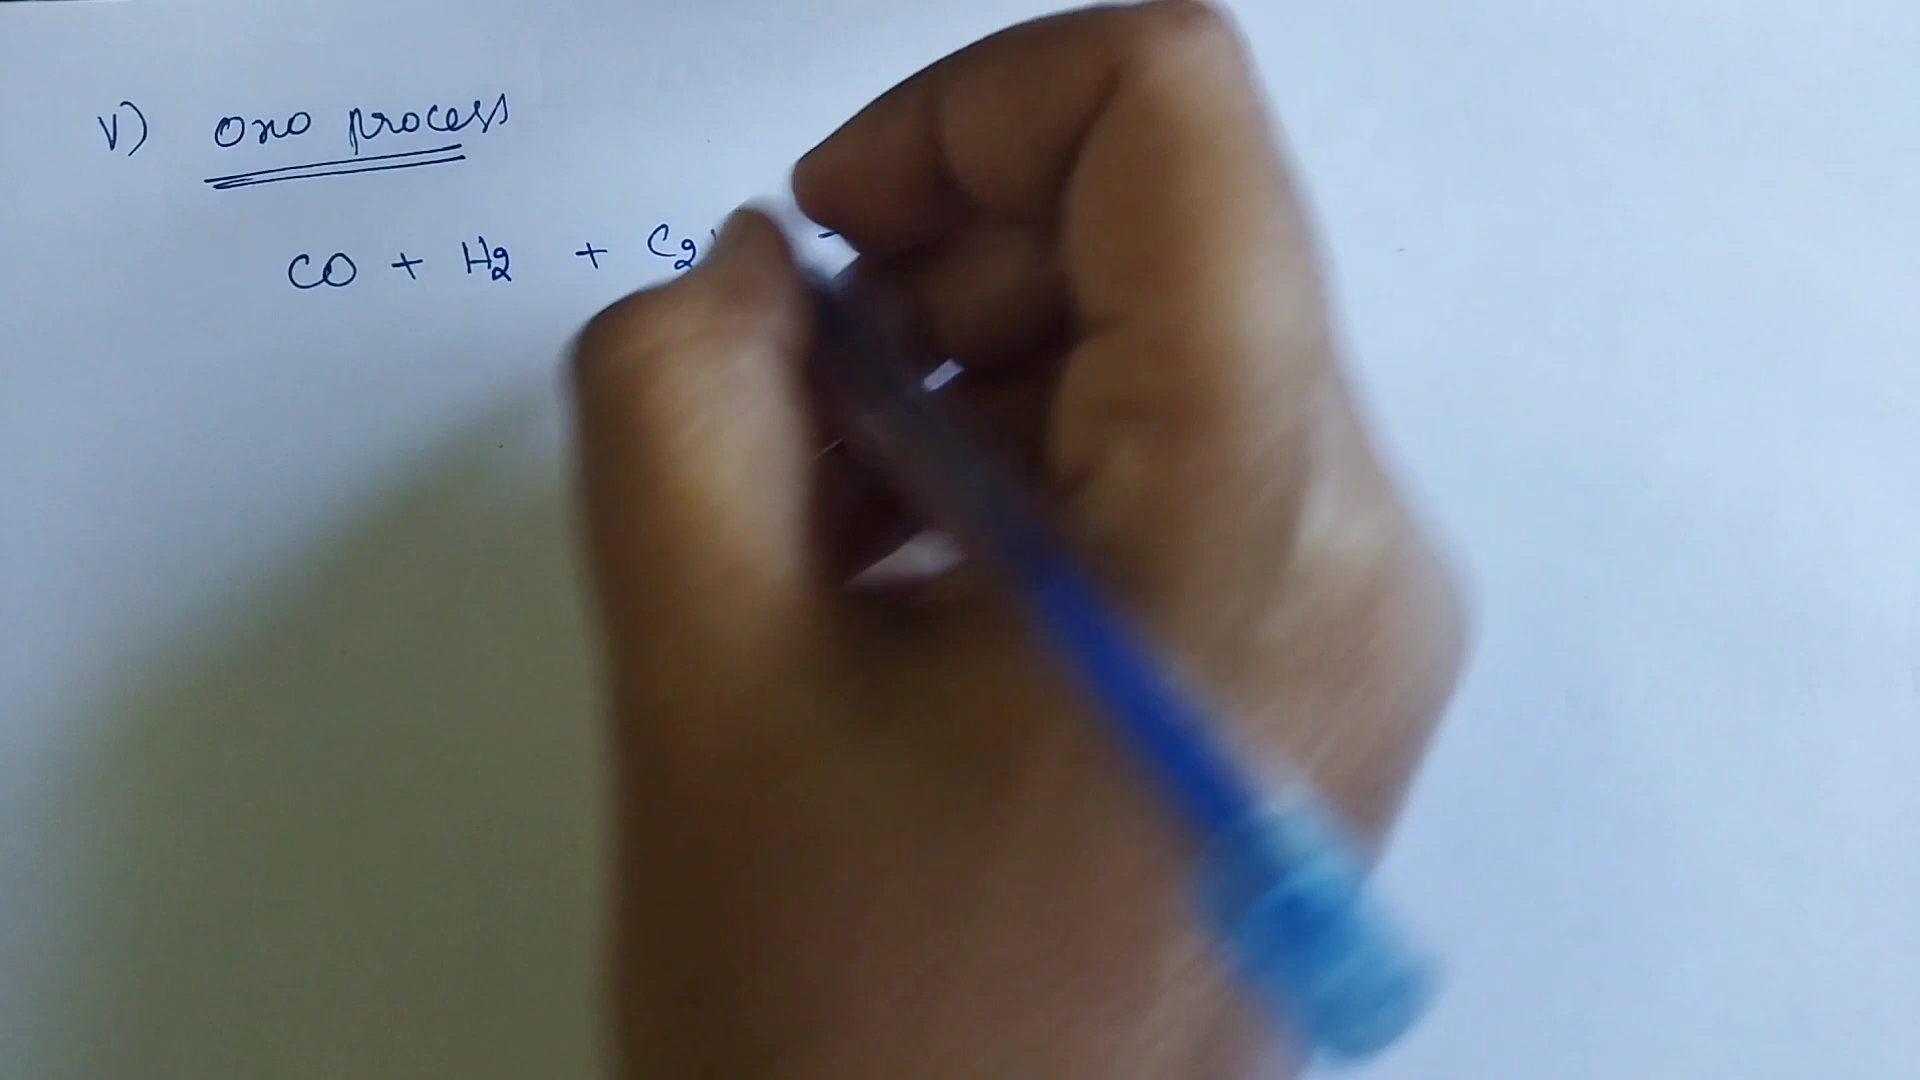 V) oxo process
CO + H2 + C2